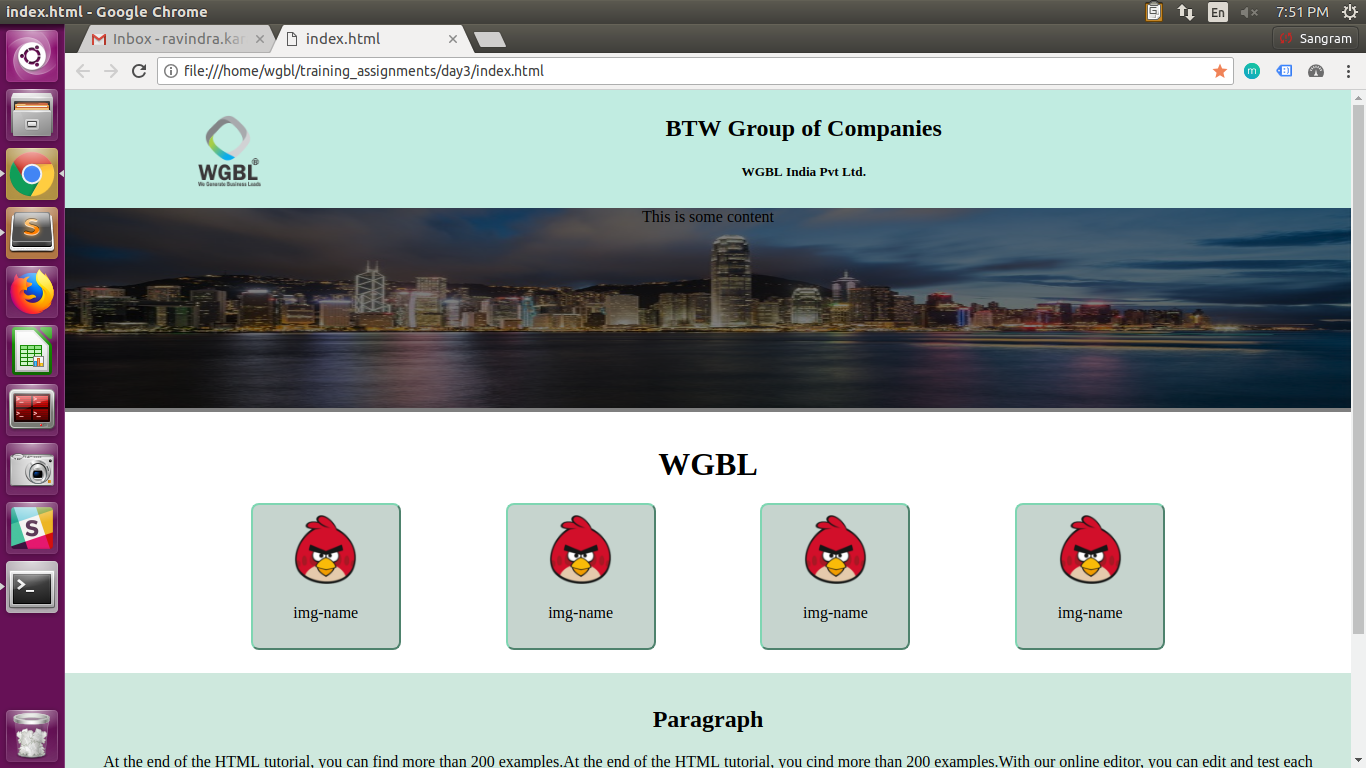 index.html - Google Chrome
En
7:51 PM
Inbox - ravindra.kar
index.html
Sangram
file:///home/wgbl/training_assignments/day3/index.html
m
WGBL®
We Generate Business Leads
BTW Group of Companies
WGBL India Pvt Ltd.
This is some content
WGBL
img-name
img-name
img-name
img-name
Paragraph
At the end of the HTML tutorial, you can find more than 200 examples.At the end of the HTML tutorial, you cind more than 200 examples.With our online editor, you can edit and test each